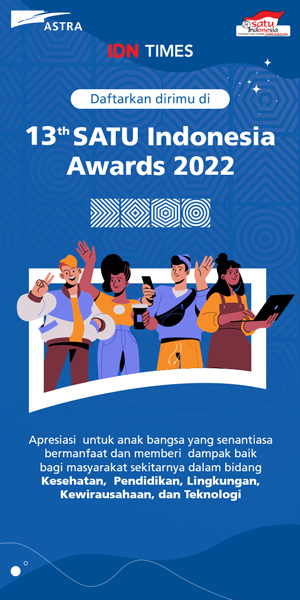 ASTRA
satu
Indonesia
IDN TIMES
Daftarkan dirimu di
13th SATU Indonesia
Awards 2022
Apresiasi untuk anak bangsa yang senantiasa
bermanfaat dan memberi dampak baik
bagi masyarakat sekitarnya dalam bidang
Kesehatan, Pendidikan, Lingkungan,
Kewirausahaan, dan Teknologi